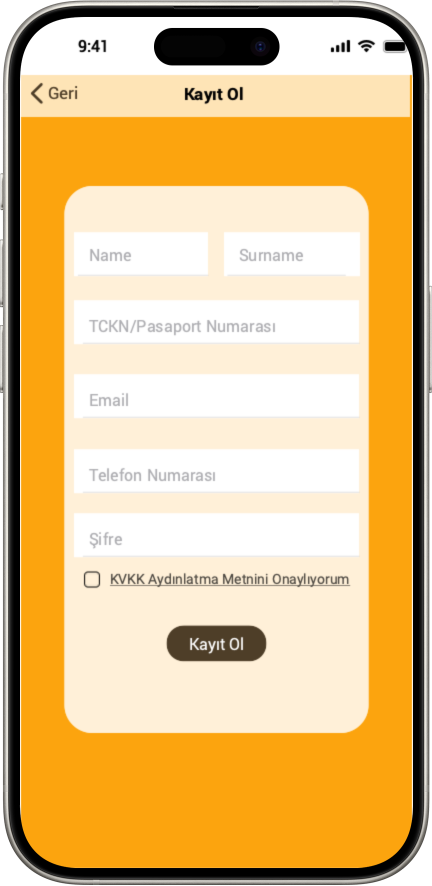 9:41
Geri
Kayıt Ol
Name Surname
TCKN/Pasaport Numarası
Email
Telefon Numarası
Şifre
KVKK Aydınlatma Metnini Onaylıyorum
Kayıt Ol